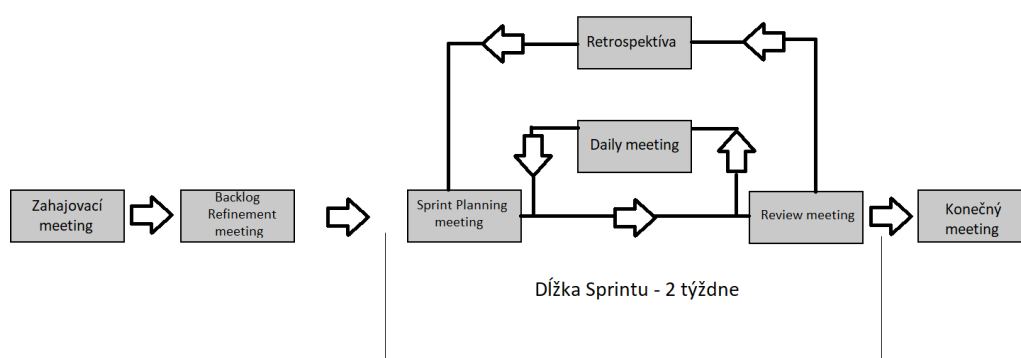 Retrospektíva
Daily meeting
Zahajovací
meeting
Backlog
Refinement
meeting
Sprint Planning
meeting
Review meeting
Konečný
meeting
Dĺžka Sprintu - 2 týždne